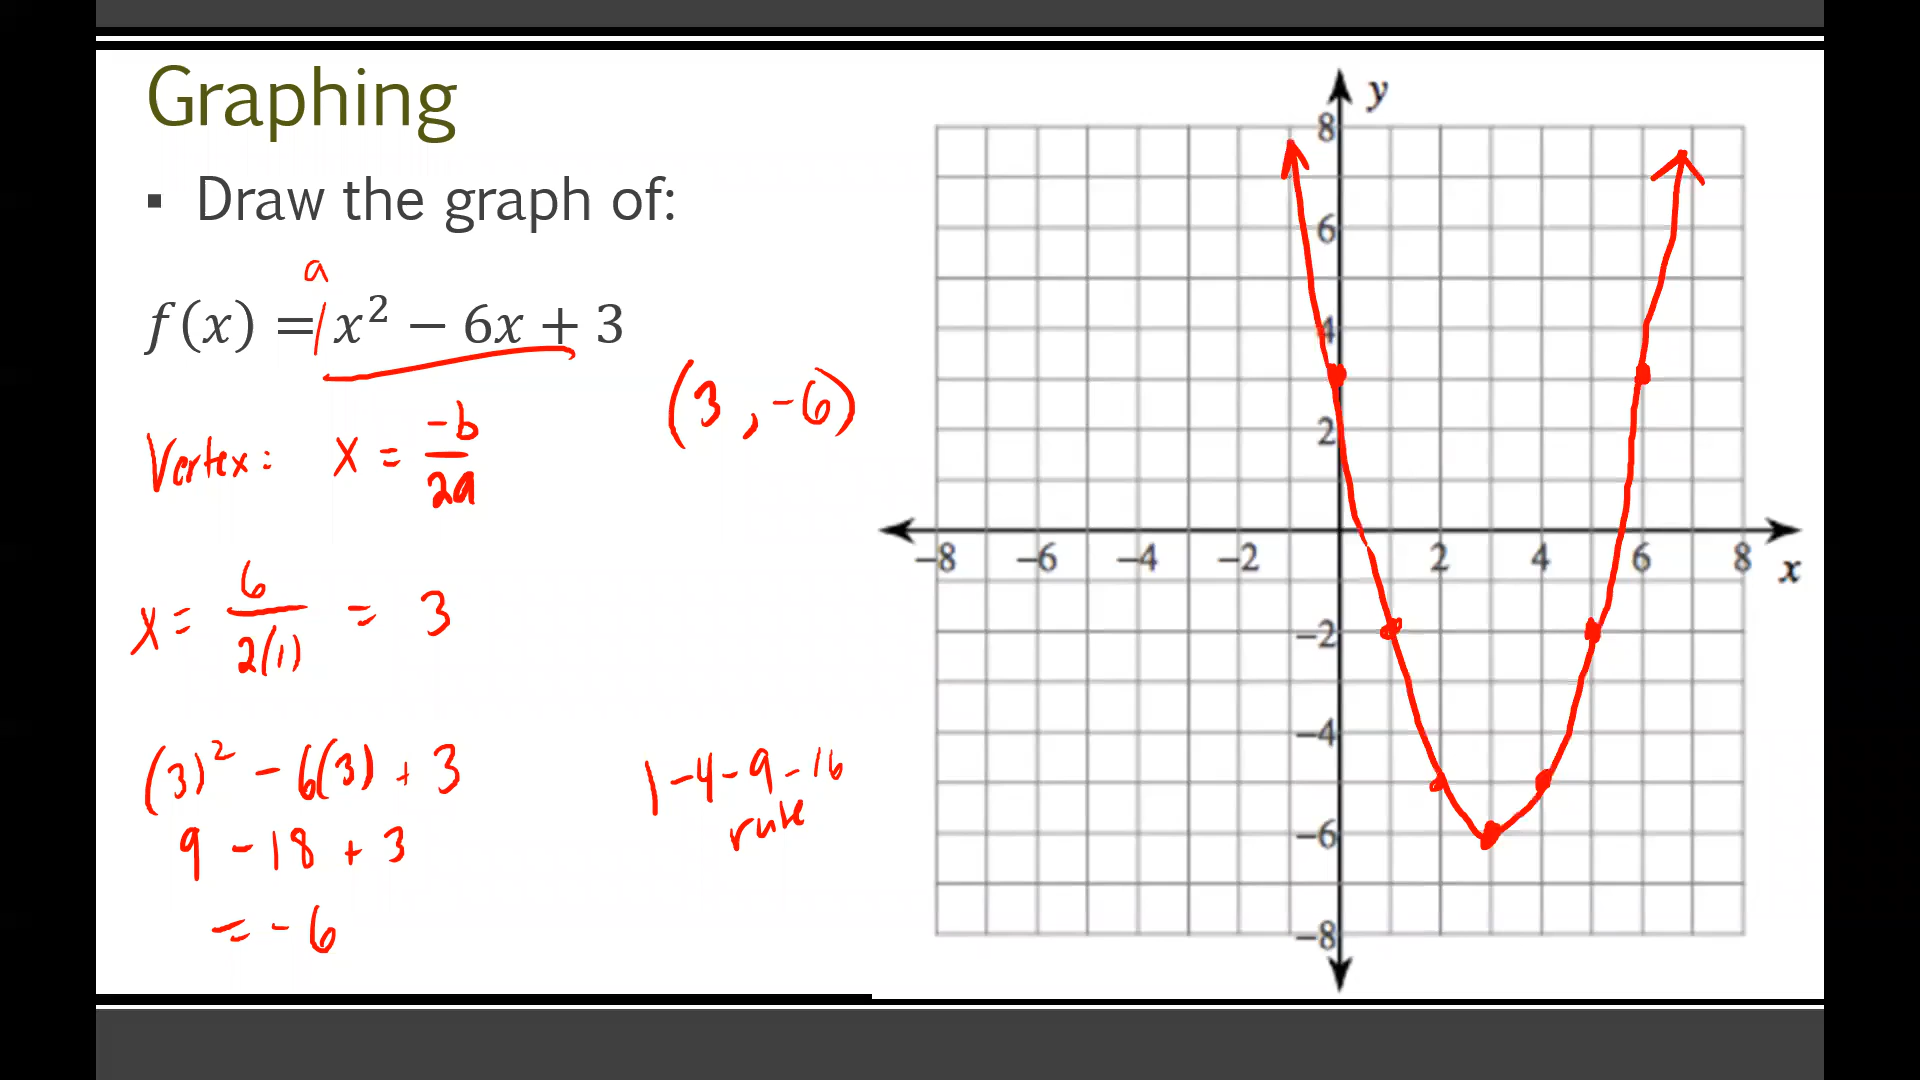 Graphing
▪ Draw the graph of:
a
f(x) = 1x² − 6x + 3
Vertex: x = -b/2a
(3, -6)
x = 6/2(1) = 3
(3)² - 6(3) + 3
9 - 18 + 3
= -6
1-4-9-16
rule
y
8
6
4
2
−8 −6 −4 −2 2 4 6 8
x
−2
−4
−6
−8